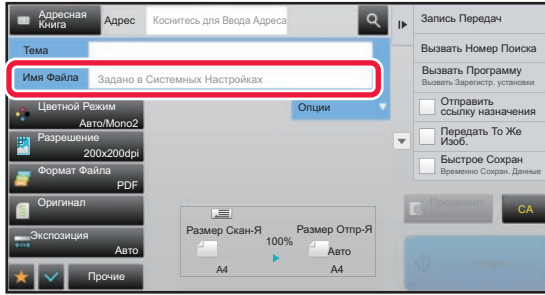 Адресная
Книга
Адрес
Коснитесь для Ввода Адреса
Тема
Имя Файла
Задано в Системных Настройках
Цветной Режим
Авто/Mono2
Опции
Разрешение
200x200dpi
Формат Файла
PDF
Оригинал
Экспозиция
Авто
Прочие
Размер Скан-Я
100%
Размер Отпр-Я
Авто
A4
A4
Запись Передач
Вызвать Номер Поиска
Вызвать Программу
Вызвать Зарегистр. установки
Отправить
ссылку назначения
Передать То Же
Изоб.
Быстрое Сохран
Временно Сохран. Данные
Предварит.
CA
Старт